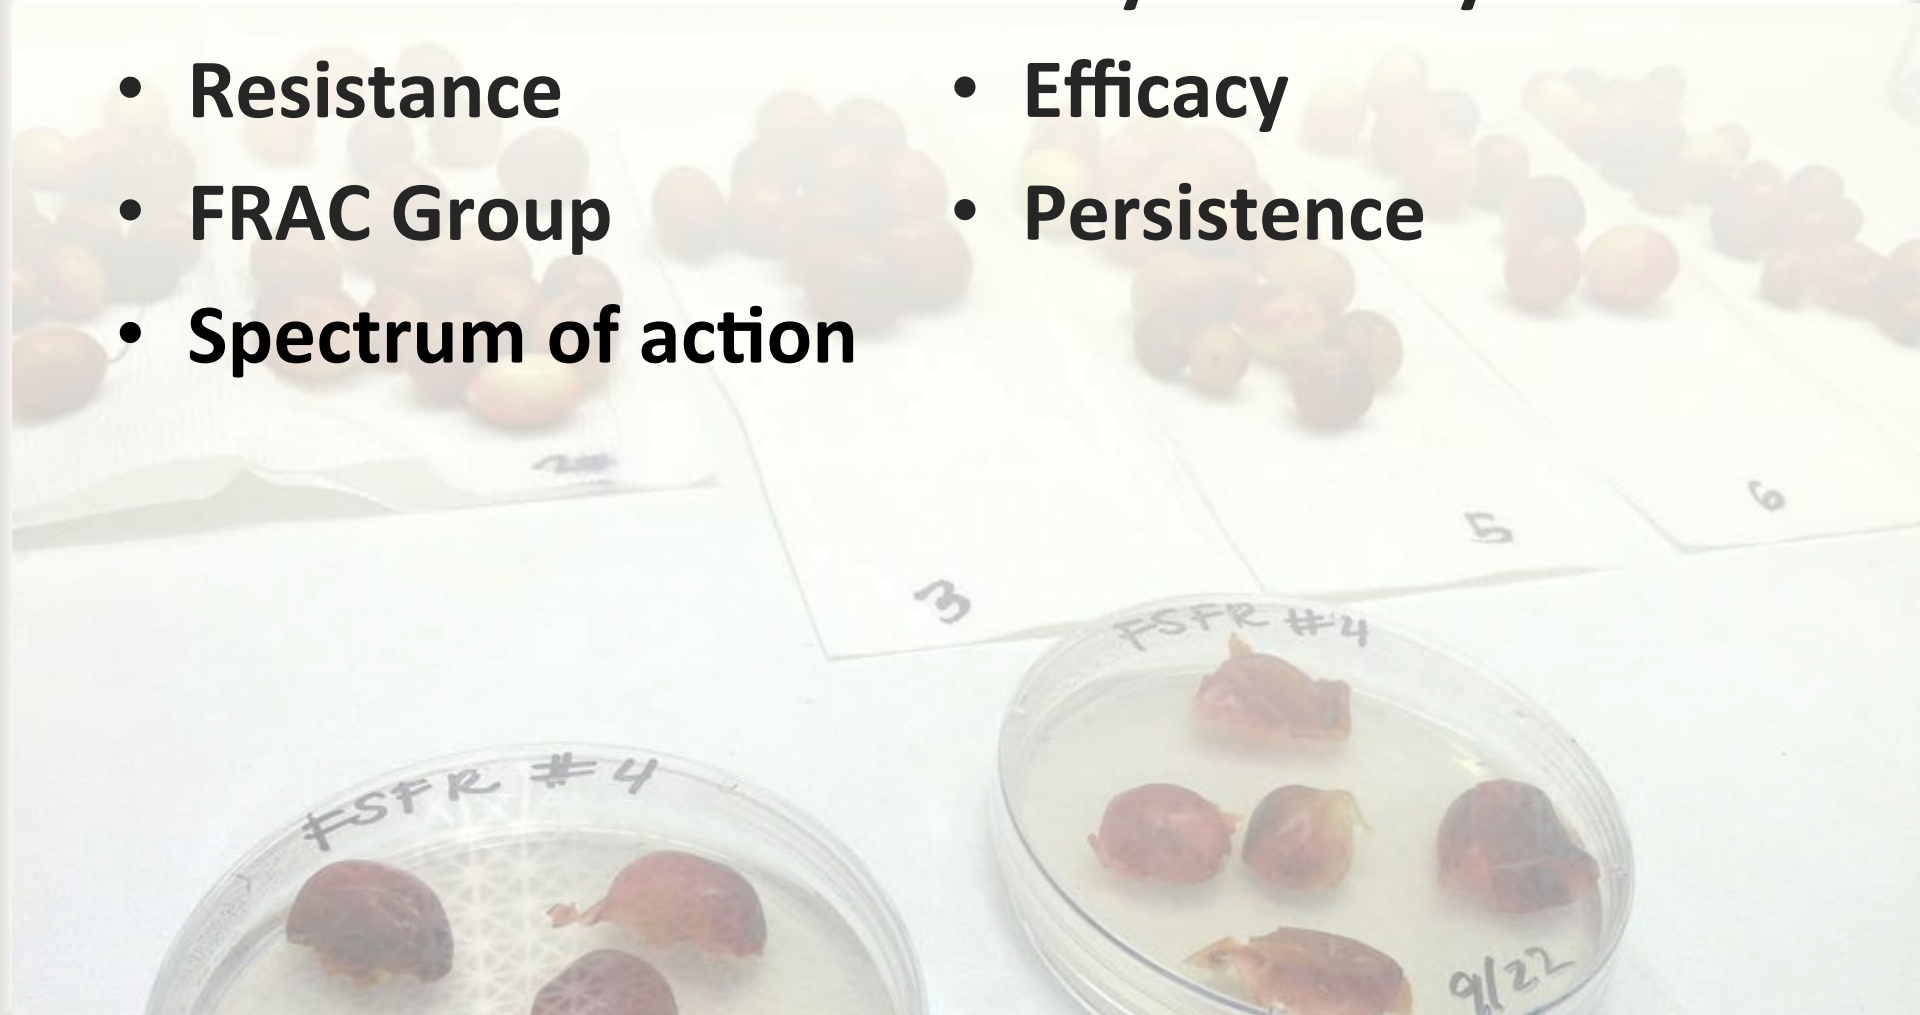 • Resistance
• FRAC Group
• Spectrum of action
• Efficacy
• Persistence
3
5
6
FSFR #4
FSFR #4
9/22